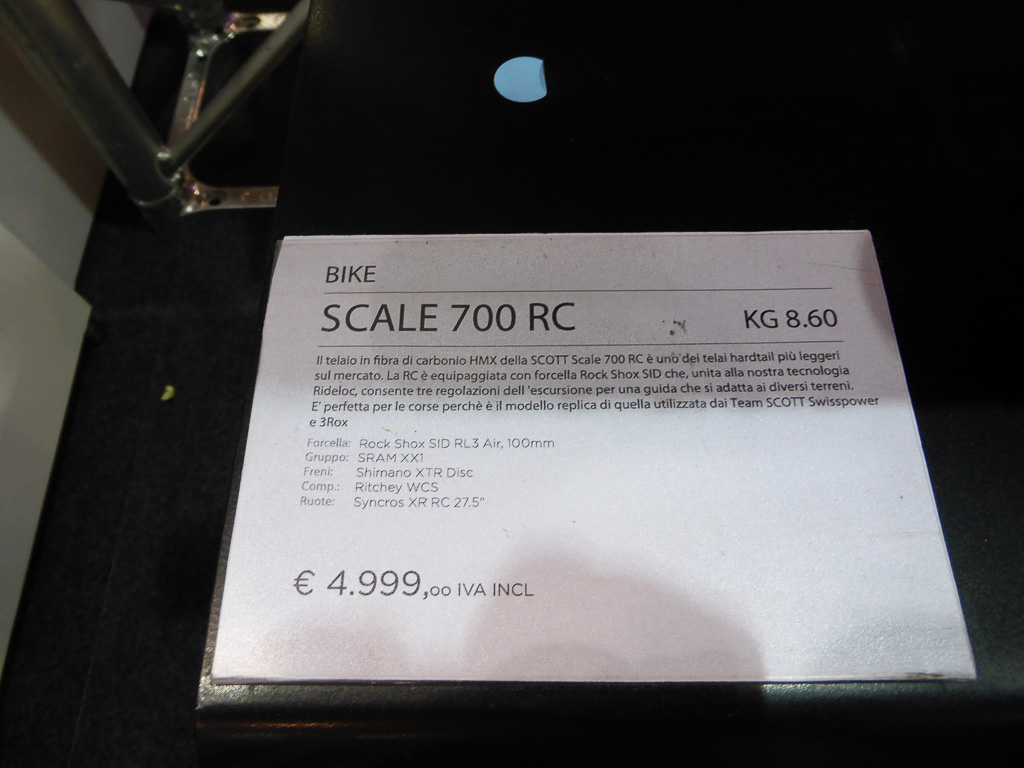 BIKE
SCALE 700 RC KG 8.60
Il telaio in fibra di carbonio HMX della SCOTT Scale 700 RC è uno dei telai hardtail più leggeri
sul mercato. La RC è equipaggiata con forcella Rock Shox SID che, unita alla nostra tecnologia
Rideloc, consente tre regolazioni dell 'escursione per una guida che si adatta ai diversi terreni.
E' perfetta per le corse perchè è il modello replica di quella utilizzata dai Team SCOTT Swisspower
e 3Rox
Forcella: Rock Shox SID RL3 Air, 100mm
Gruppo: SRAM XX1
Freni: Shimano XTR Disc
Comp.: Ritchey WCS
Ruote: Syncros XR RC 27.5"
€ 4.999,00 IVA INCL